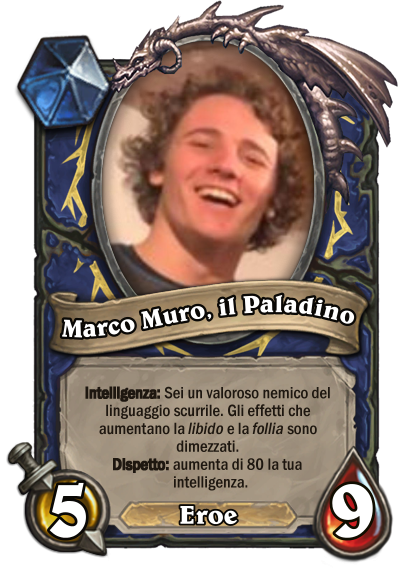 Marco Muro, il Paladino
Intelligenza: Sei un valoroso nemico del
linguaggio scurrile. Gli effetti che
aumentano la libido e la follia sono
dimezzati.
Dispetto: aumenta di 80 la tua
intelligenza.
5
Eroe
9